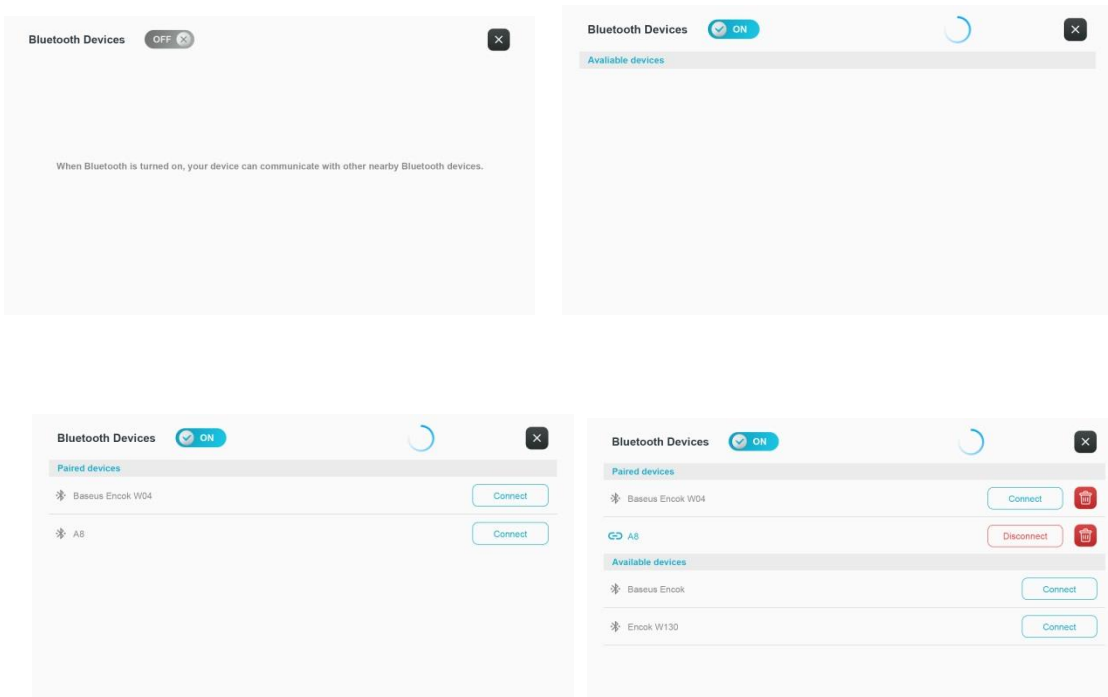 Bluetooth Devices OFF
When Bluetooth is turned on, your device can communicate with other nearby Bluetooth devices.
Bluetooth Devices ON
Avaliable devices
Bluetooth Devices ON
Paired devices
Baseus Encok W04 Connect
A8 Connect
Bluetooth Devices ON
Paired devices
Baseus Encok W04 Connect
A8 Disconnect
Available devices
Baseus Encok Connect
Encok W130 Connect